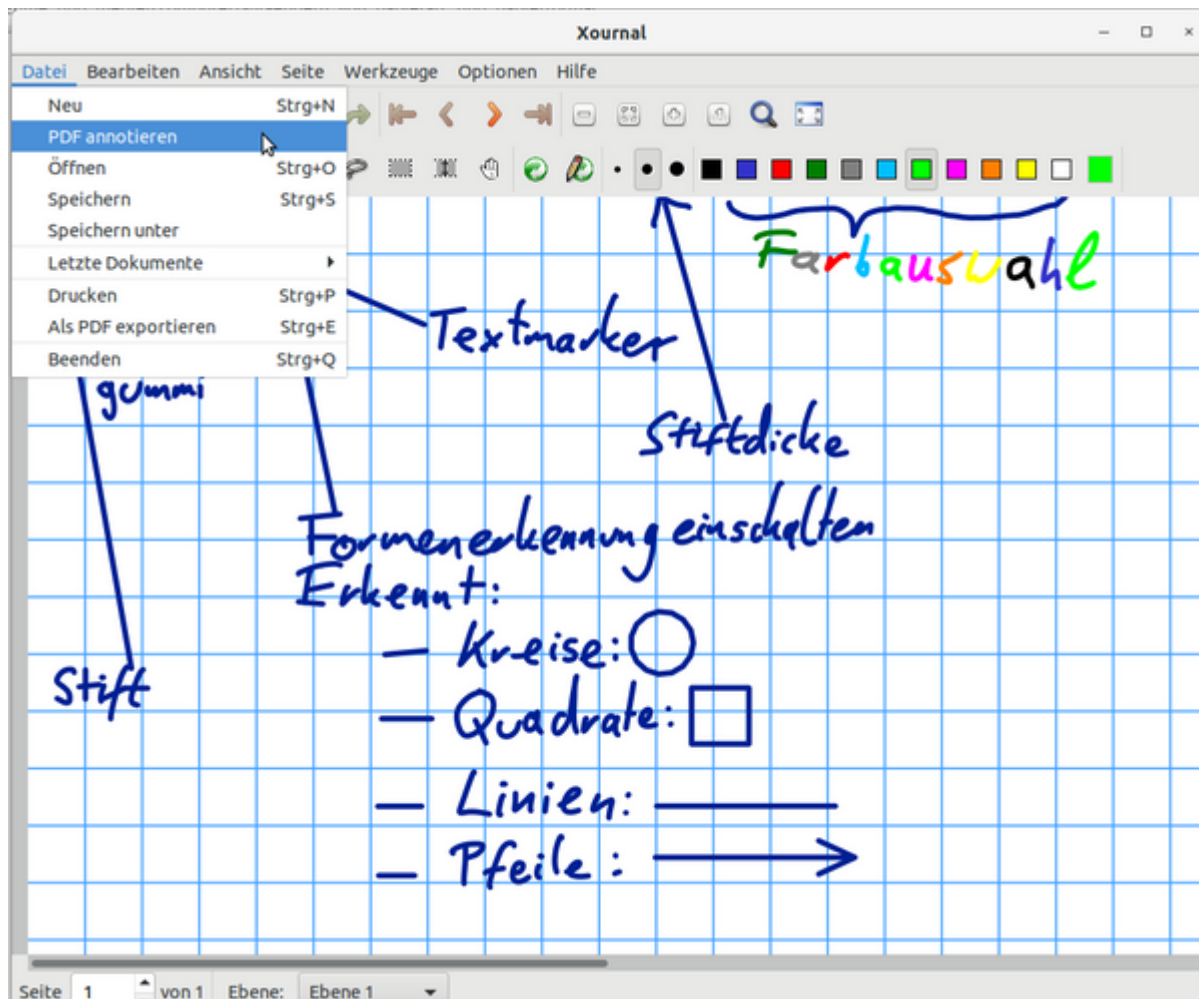 Xournal
Datei Bearbeiten Ansicht Seite Werkzeuge Optionen Hilfe
Neu Strg+N
PDF annotieren
Öffnen Strg+O
Speichern Strg+S
Speichern unter
Letzte Dokumente
Drucken Strg+P
Als PDF exportieren Strg+E
Beenden Strg+Q
Farbauswahl
Textmarker
gummi
Stiftdicke
Formenerkennung einschalten
Erkennt:
– Kreise:
Stift
– Quadrate:
– Linien:
– Pfeile:
Seite 1 von 1 Ebene: Ebene 1